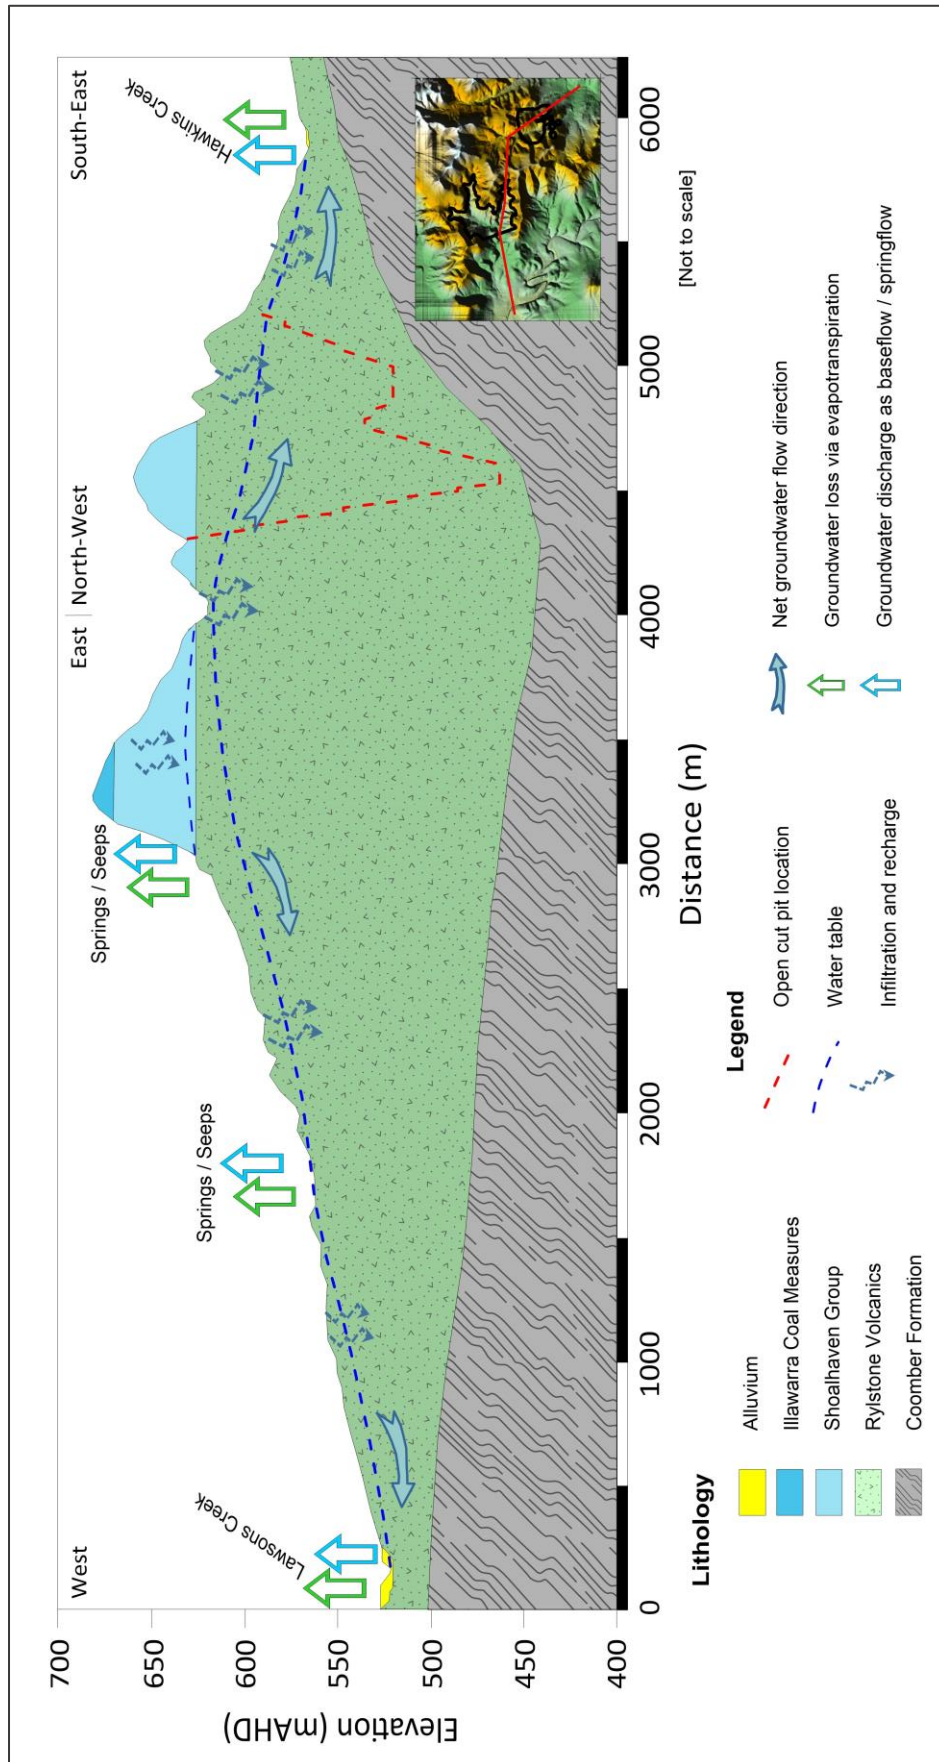 West
East | North-West
South-East
Lawsons Creek
Springs / Seeps
Springs / Seeps
Hawkins Creek
Elevation (mAHD)
700
650
600
550
500
450
400
0
1000
2000
3000
4000
5000
6000
Distance (m)
[Not to scale]
Lithology
Alluvium
Illawarra Coal Measures
Shoalhaven Group
Rylstone Volcanics
Coomber Formation
Legend
Open cut pit location
Water table
Infiltration and recharge
Net groundwater flow direction
Groundwater loss via evapotranspiration
Groundwater discharge as baseflow / springflow